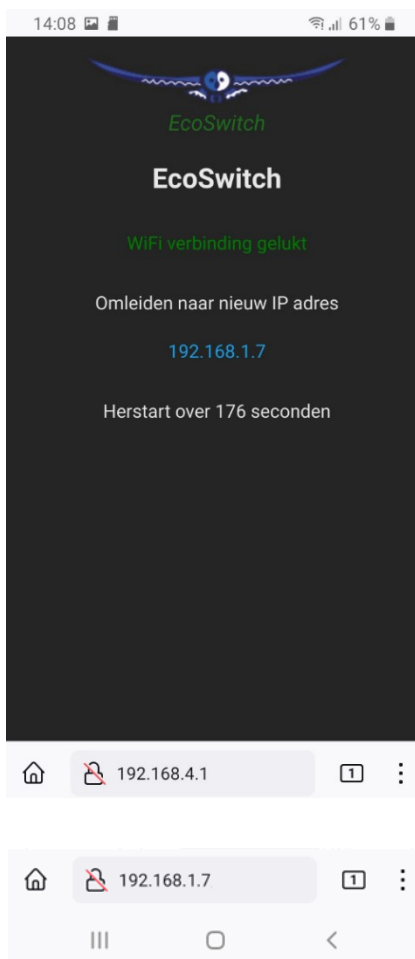 14:08 61%
EcoSwitch
EcoSwitch
WiFi verbinding gelukt
Omleiden naar nieuw IP adres
192.168.1.7
Herstart over 176 seconden
192.168.4.1 1
192.168.1.7 1